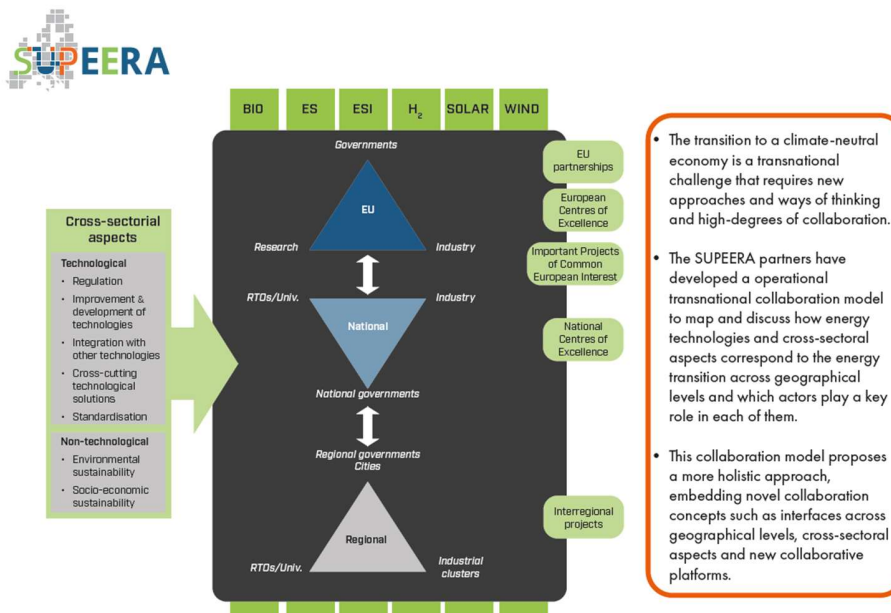 SUPEERA
BIO ES ESI H₂ SOLAR WIND
Governments
EU
Research Industry
RTOs/Univ. Industry
National
National governments
Regional governments
Cities
Regional
RTOs/Univ. Industrial
clusters
Cross-sectorial
aspects
Technological
• Regulation
• Improvement &
development of
technologies
• Integration with
other technologies
• Cross-cutting
technological
solutions
• Standardisation
Non-technological
• Environmental
sustainability
• Socio-economic
sustainability
EU
partnerships
European
Centres of
Excellence
Important Projects
of Common
European Interest
National
Centres of
Excellence
Interregional
projects
• The transition to a climate-neutral
economy is a transnational
challenge that requires new
approaches and ways of thinking
and high-degrees of collaboration.
• The SUPEERA partners have
developed a operational
transnational collaboration model
to map and discuss how energy
technologies and cross-sectoral
aspects correspond to the energy
transition across geographical
levels and which actors play a key
role in each of them.
• This collaboration model proposes
a more holistic approach,
embedding novel collaboration
concepts such as interfaces across
geographical levels, cross-sectoral
aspects and new collaborative
platforms.